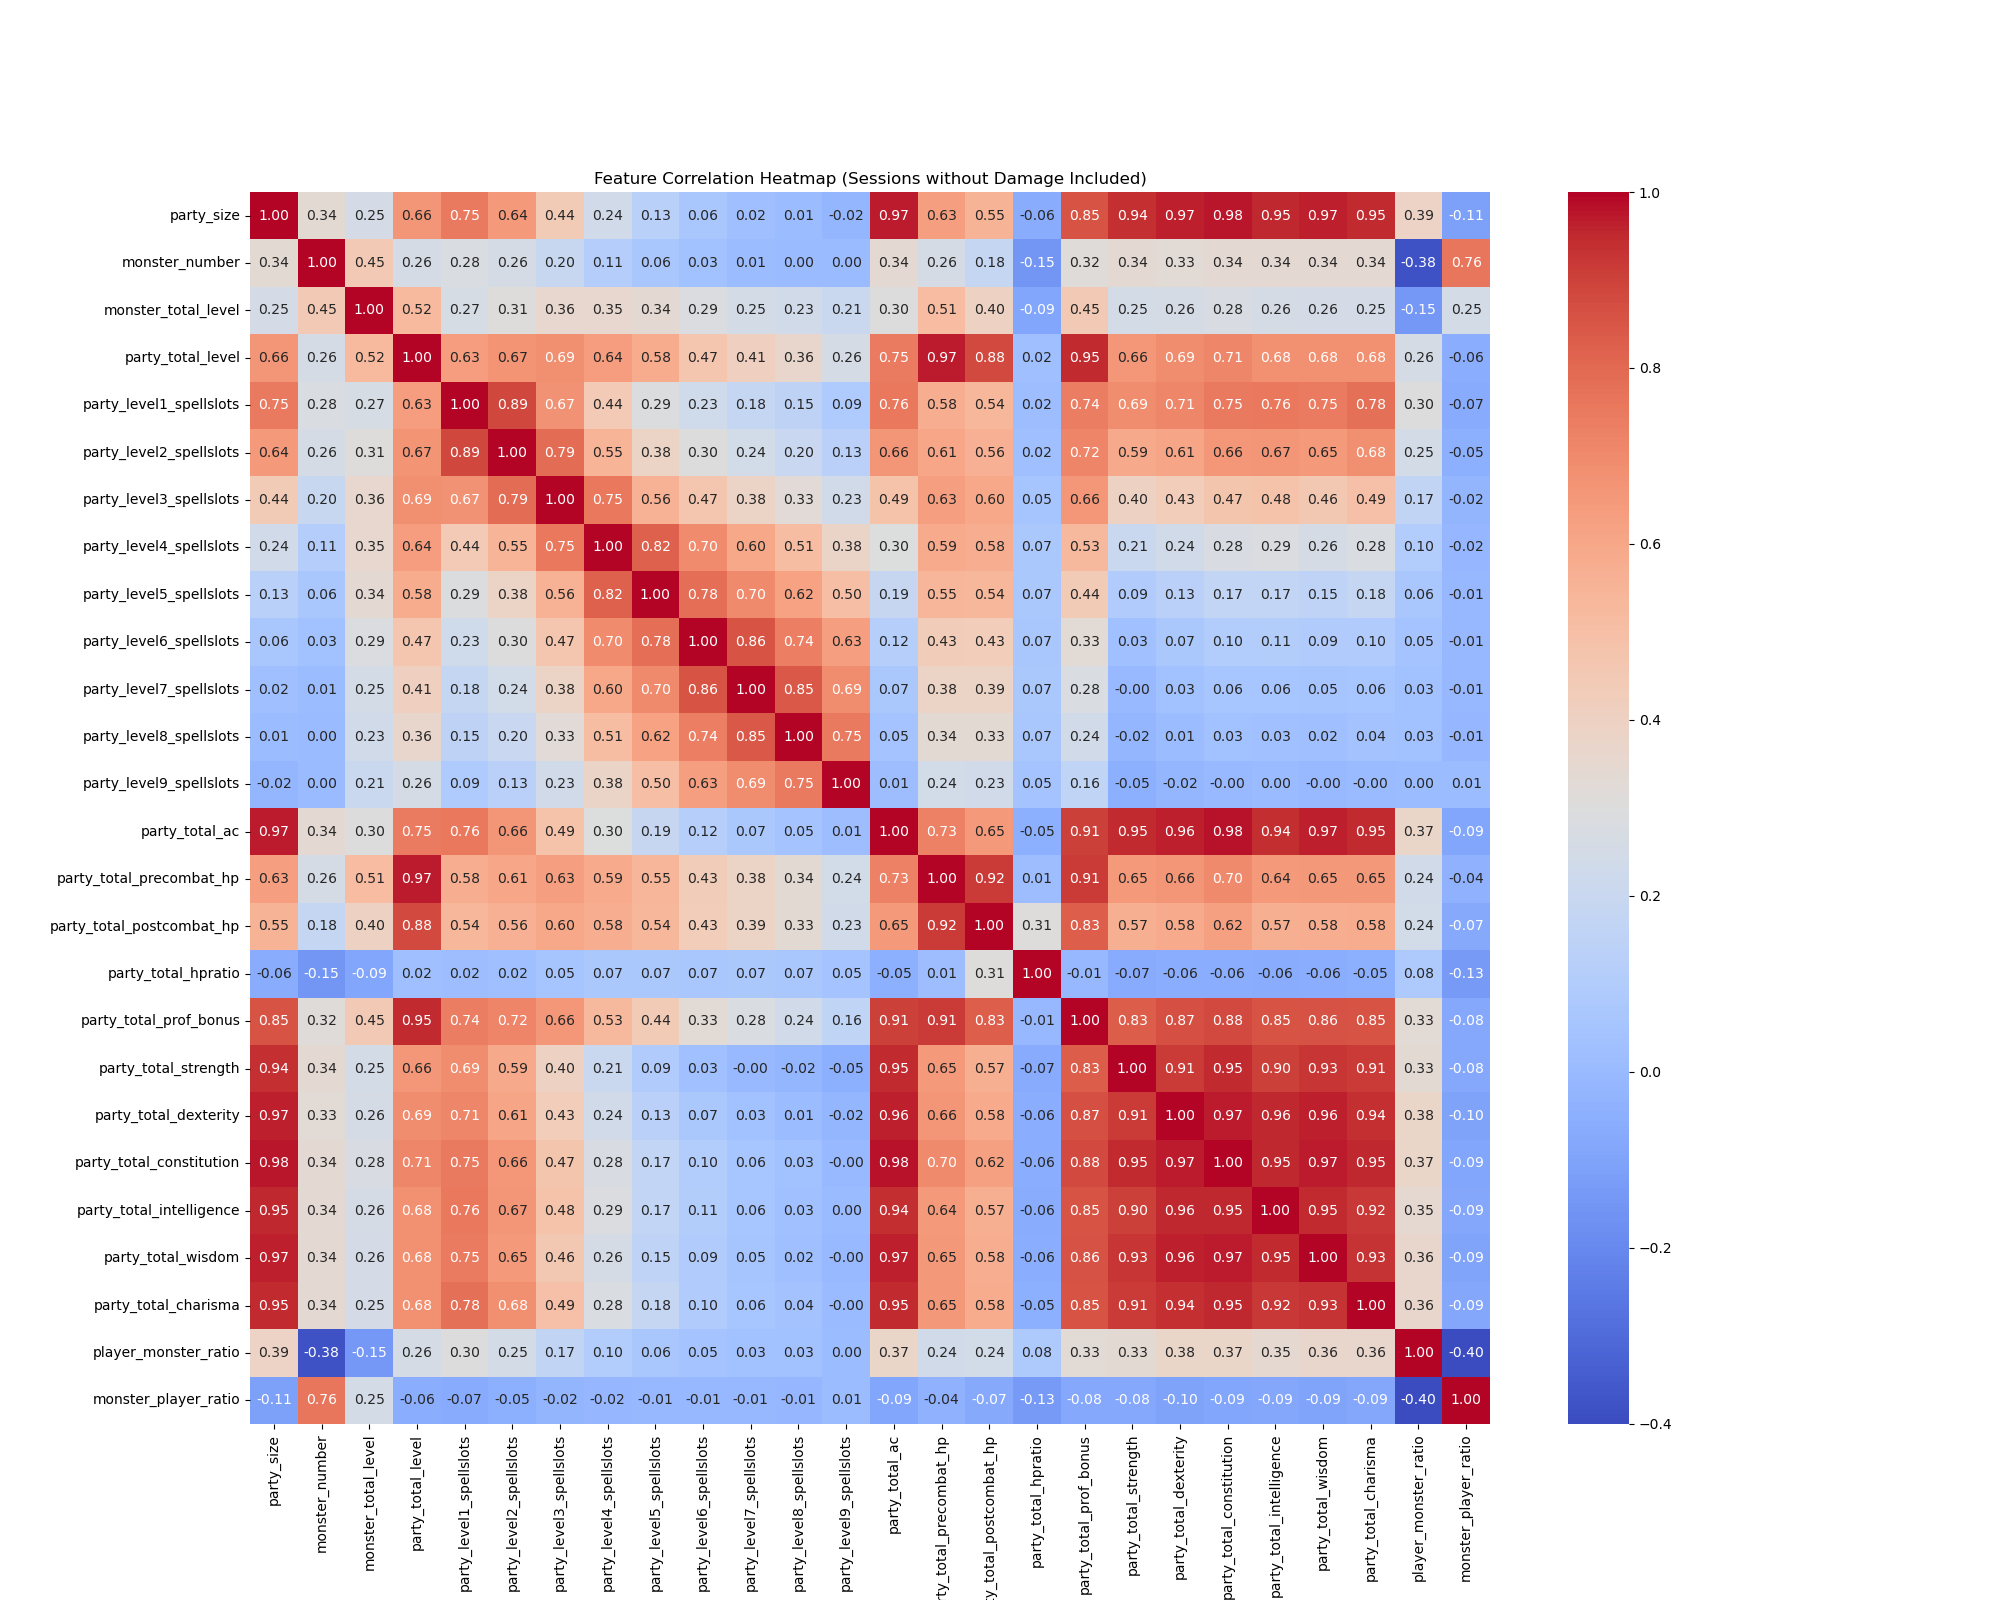 Feature Correlation Heatmap (Sessions without Damage Included)
party_size 1.00 0.34 0.25 0.66 0.75 0.64 0.44 0.24 0.13 0.06 0.02 0.01 -0.02 0.97 0.63 0.55 -0.06 0.85 0.94 0.97 0.98 0.95 0.97 0.95 0.39 -0.11
monster_number 0.34 1.00 0.45 0.26 0.28 0.26 0.20 0.11 0.06 0.03 0.01 0.00 0.00 0.34 0.26 0.18 -0.15 0.32 0.34 0.33 0.34 0.34 0.34 0.34 -0.38 0.76
monster_total_level 0.25 0.45 1.00 0.52 0.27 0.31 0.36 0.35 0.34 0.29 0.25 0.23 0.21 0.30 0.51 0.40 -0.09 0.45 0.25 0.26 0.28 0.26 0.26 0.25 -0.15 0.25
party_total_level 0.66 0.26 0.52 1.00 0.63 0.67 0.69 0.64 0.58 0.47 0.41 0.36 0.26 0.75 0.97 0.88 0.02 0.95 0.66 0.69 0.71 0.68 0.68 0.68 0.26 -0.06
party_level1_spellslots 0.75 0.28 0.27 0.63 1.00 0.89 0.67 0.44 0.29 0.23 0.18 0.15 0.09 0.76 0.58 0.54 0.02 0.74 0.69 0.71 0.75 0.76 0.75 0.78 0.30 -0.07
party_level2_spellslots 0.64 0.26 0.31 0.67 0.89 1.00 0.79 0.55 0.38 0.30 0.24 0.20 0.13 0.66 0.61 0.56 0.02 0.72 0.59 0.61 0.66 0.67 0.65 0.68 0.25 -0.05
party_level3_spellslots 0.44 0.20 0.36 0.69 0.67 0.79 1.00 0.75 0.56 0.47 0.38 0.33 0.23 0.49 0.63 0.60 0.05 0.66 0.40 0.43 0.47 0.48 0.46 0.49 0.17 -0.02
party_level4_spellslots 0.24 0.11 0.35 0.64 0.44 0.55 0.75 1.00 0.82 0.70 0.60 0.51 0.38 0.30 0.59 0.58 0.07 0.53 0.21 0.24 0.28 0.29 0.26 0.28 0.10 -0.02
party_level5_spellslots 0.13 0.06 0.34 0.58 0.29 0.38 0.56 0.82 1.00 0.78 0.70 0.62 0.50 0.19 0.55 0.54 0.07 0.44 0.09 0.13 0.17 0.17 0.15 0.18 0.06 -0.01
party_level6_spellslots 0.06 0.03 0.29 0.47 0.23 0.30 0.47 0.70 0.78 1.00 0.86 0.74 0.63 0.12 0.43 0.43 0.07 0.33 0.03 0.07 0.10 0.11 0.09 0.10 0.05 -0.01
party_level7_spellslots 0.02 0.01 0.25 0.41 0.18 0.24 0.38 0.60 0.70 0.86 1.00 0.85 0.69 0.07 0.38 0.39 0.07 0.28 -0.00 0.03 0.06 0.06 0.05 0.06 0.03 -0.01
party_level8_spellslots 0.01 0.00 0.23 0.36 0.15 0.20 0.33 0.51 0.62 0.74 0.85 1.00 0.75 0.05 0.34 0.33 0.07 0.24 -0.02 0.01 0.03 0.03 0.02 0.04 0.03 -0.01
party_level9_spellslots -0.02 0.00 0.21 0.26 0.09 0.13 0.23 0.38 0.50 0.63 0.69 0.75 1.00 0.01 0.24 0.23 0.05 0.16 -0.05 -0.02 -0.00 0.00 -0.00 -0.00 0.00 0.01
party_total_ac 0.97 0.34 0.30 0.75 0.76 0.66 0.49 0.30 0.19 0.12 0.07 0.05 0.01 1.00 0.73 0.65 -0.05 0.91 0.95 0.96 0.98 0.94 0.97 0.95 0.37 -0.09
party_total_precombat_hp 0.63 0.26 0.51 0.97 0.58 0.61 0.63 0.59 0.55 0.43 0.38 0.34 0.24 0.73 1.00 0.92 0.01 0.91 0.65 0.66 0.70 0.64 0.65 0.65 0.24 -0.04
party_total_postcombat_hp 0.55 0.18 0.40 0.88 0.54 0.56 0.60 0.58 0.54 0.43 0.39 0.33 0.23 0.65 0.92 1.00 0.31 0.83 0.57 0.58 0.62 0.57 0.58 0.58 0.24 -0.07
party_total_hpratio -0.06 -0.15 -0.09 0.02 0.02 0.02 0.05 0.07 0.07 0.07 0.07 0.07 0.05 -0.05 0.01 0.31 1.00 -0.01 -0.07 -0.06 -0.06 -0.06 -0.06 -0.05 0.08 -0.13
party_total_prof_bonus 0.85 0.32 0.45 0.95 0.74 0.72 0.66 0.53 0.44 0.33 0.28 0.24 0.16 0.91 0.91 0.83 -0.01 1.00 0.83 0.87 0.88 0.85 0.86 0.85 0.33 -0.08
party_total_strength 0.94 0.34 0.25 0.66 0.69 0.59 0.40 0.21 0.09 0.03 -0.00 -0.02 -0.05 0.95 0.65 0.57 -0.07 0.83 1.00 0.91 0.95 0.90 0.93 0.91 0.33 -0.08
party_total_dexterity 0.97 0.33 0.26 0.69 0.71 0.61 0.43 0.24 0.13 0.07 0.03 0.01 -0.02 0.96 0.66 0.58 -0.06 0.87 0.91 1.00 0.97 0.96 0.96 0.94 0.38 -0.10
party_total_constitution 0.98 0.34 0.28 0.71 0.75 0.66 0.47 0.28 0.17 0.10 0.06 0.03 -0.00 0.98 0.70 0.62 -0.06 0.88 0.95 0.97 1.00 0.95 0.97 0.95 0.37 -0.09
party_total_intelligence 0.95 0.34 0.26 0.68 0.76 0.67 0.48 0.29 0.17 0.11 0.06 0.03 0.00 0.94 0.64 0.57 -0.06 0.85 0.90 0.96 0.95 1.00 0.95 0.92 0.35 -0.09
party_total_wisdom 0.97 0.34 0.26 0.68 0.75 0.65 0.46 0.26 0.15 0.09 0.05 0.02 -0.00 0.97 0.65 0.58 -0.06 0.86 0.93 0.96 0.97 0.95 1.00 0.93 0.36 -0.09
party_total_charisma 0.95 0.34 0.25 0.68 0.78 0.68 0.49 0.28 0.18 0.10 0.06 0.04 -0.00 0.95 0.65 0.58 -0.05 0.85 0.91 0.94 0.95 0.92 0.93 1.00 0.36 -0.09
player_monster_ratio 0.39 -0.38 -0.15 0.26 0.30 0.25 0.17 0.10 0.06 0.05 0.03 0.03 0.00 0.37 0.24 0.24 0.08 0.33 0.33 0.38 0.37 0.35 0.36 0.36 1.00 -0.40
monster_player_ratio -0.11 0.76 0.25 -0.06 -0.07 -0.05 -0.02 -0.02 -0.01 -0.01 -0.01 -0.01 0.01 -0.09 -0.04 -0.07 -0.13 -0.08 -0.08 -0.10 -0.09 -0.09 -0.09 -0.09 -0.40 1.00
party_size
monster_number
monster_total_level
party_total_level
party_level1_spellslots
party_level2_spellslots
party_level3_spellslots
party_level4_spellslots
party_level5_spellslots
party_level6_spellslots
party_level7_spellslots
party_level8_spellslots
party_level9_spellslots
party_total_ac
rty_total_precombat_hp
ty_total_postcombat_hp
party_total_hpratio
party_total_prof_bonus
party_total_strength
party_total_dexterity
party_total_constitution
party_total_intelligence
party_total_wisdom
party_total_charisma
player_monster_ratio
monster_player_ratio
1.0
0.8
0.6
0.4
0.2
0.0
−0.2
−0.4